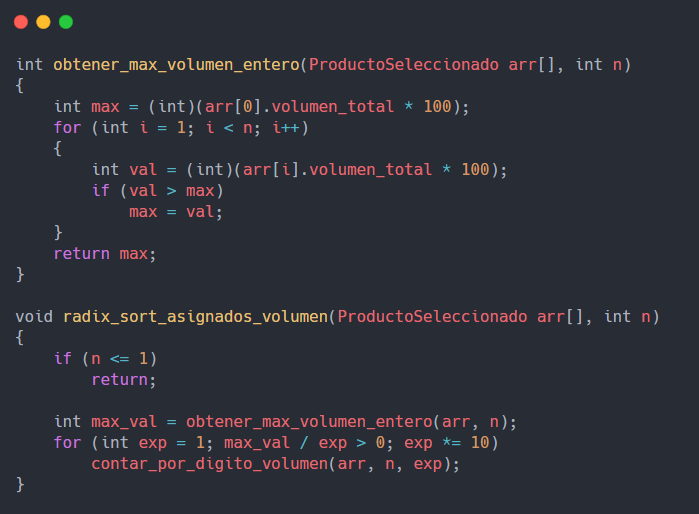 int obtener_max_volumen_entero(ProductoSeleccionado arr[], int n)
{
    int max = (int)(arr[0].volumen_total * 100);
    for (int i = 1; i < n; i++)
    {
        int val = (int)(arr[i].volumen_total * 100);
        if (val > max)
            max = val;
    }
    return max;
}

void radix_sort_asignados_volumen(ProductoSeleccionado arr[], int n)
{
    if (n <= 1)
        return;

    int max_val = obtener_max_volumen_entero(arr, n);
    for (int exp = 1; max_val / exp > 0; exp *= 10)
        contar_por_digito_volumen(arr, n, exp);
}